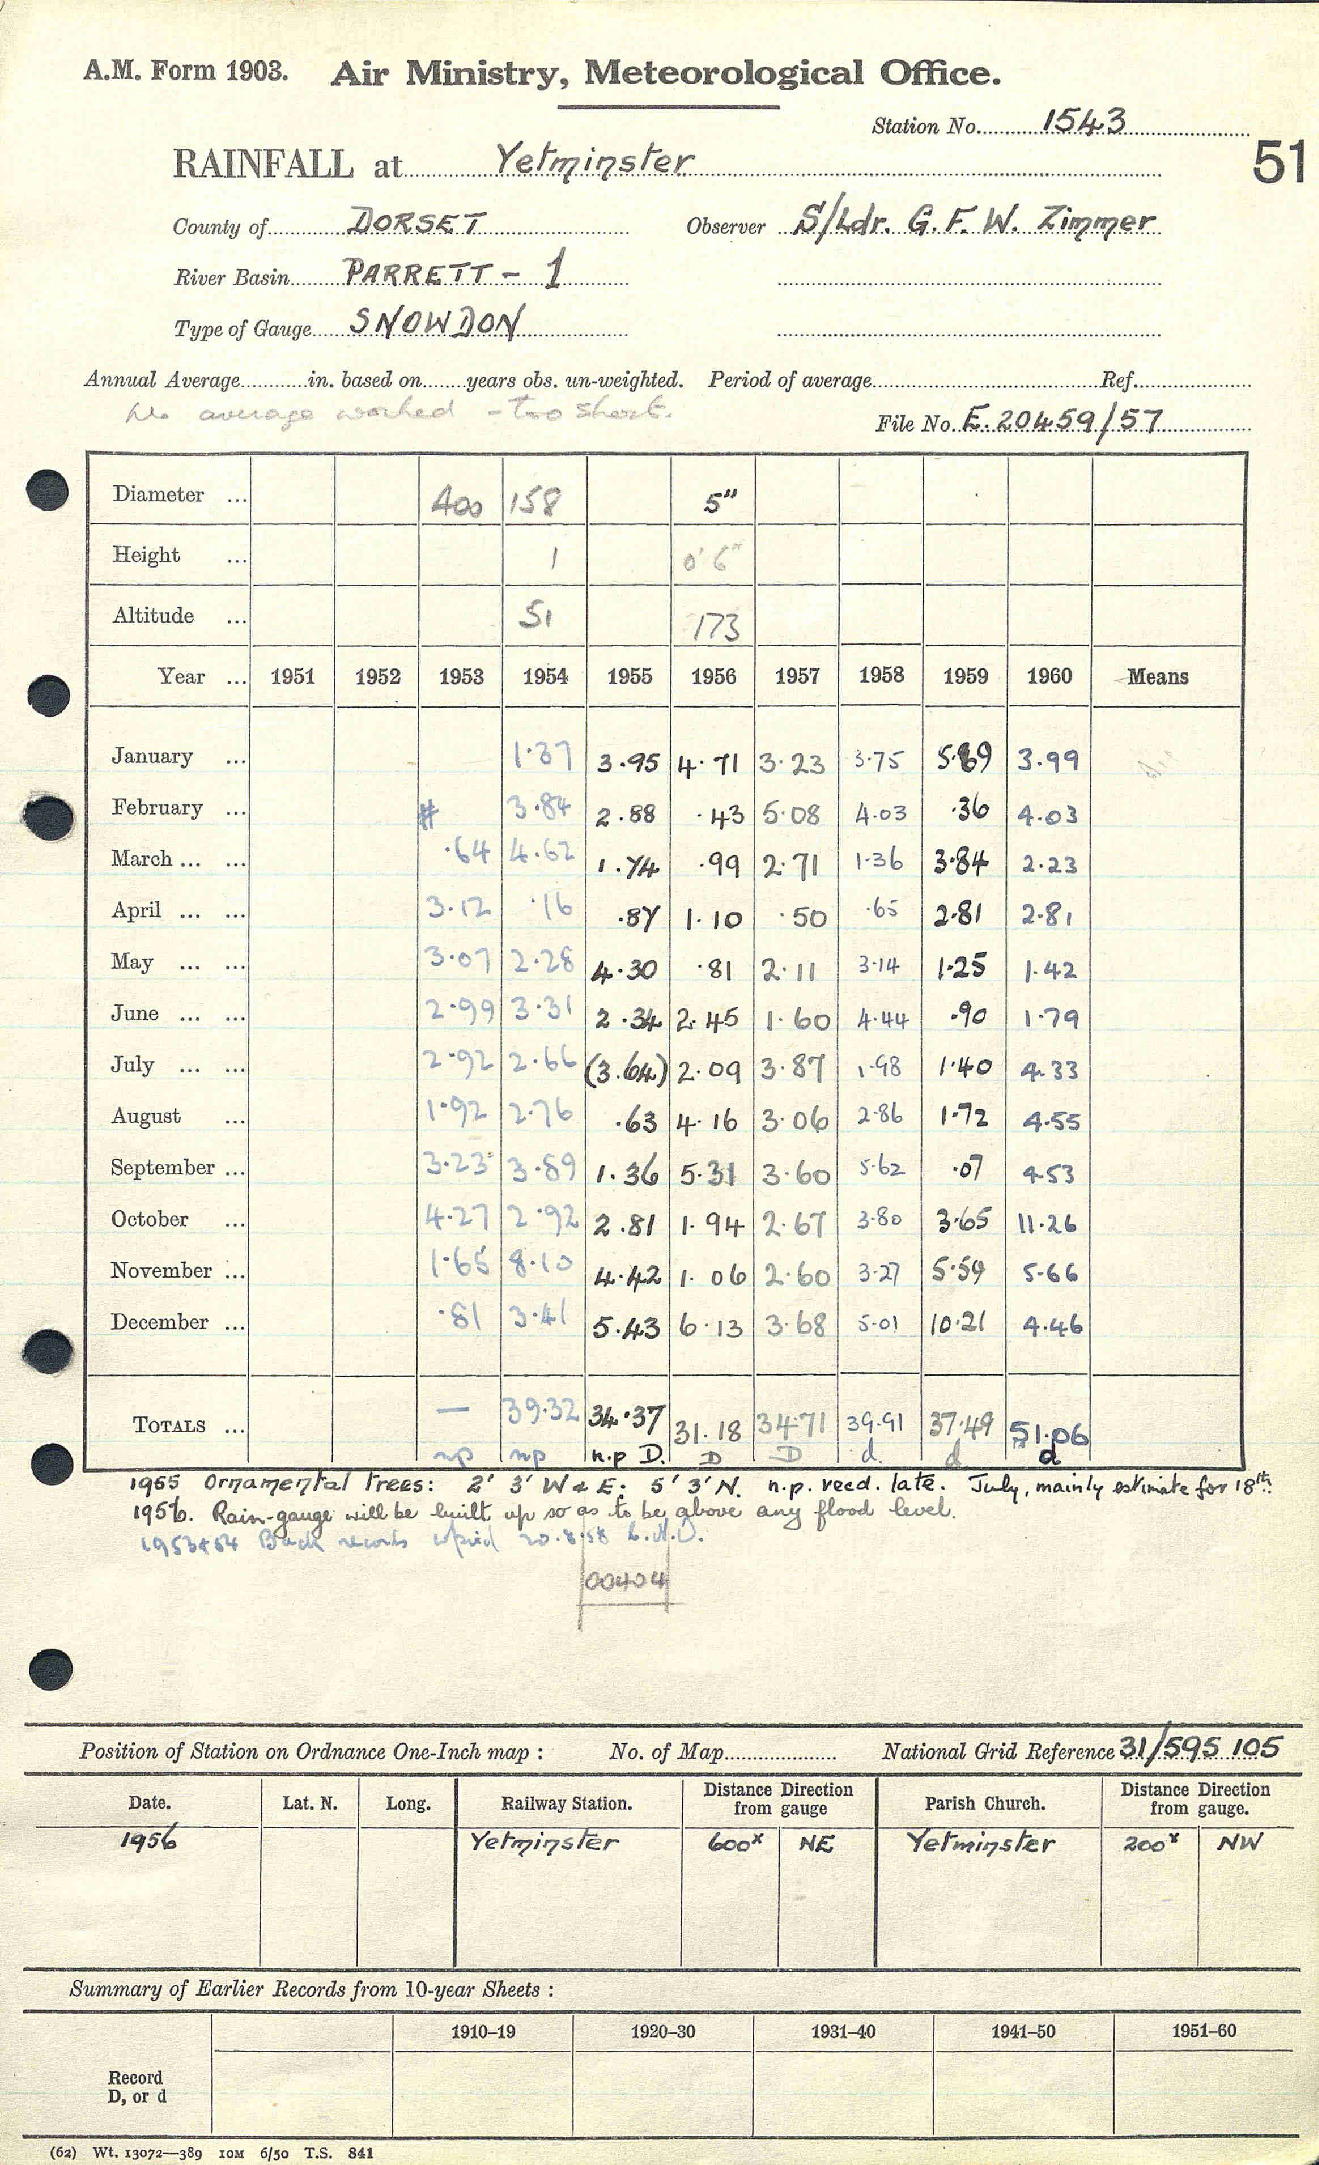 A.M. Form 1903. Air Ministry, Meteorological Office.
Station No. 1543
51
RAINFALL at Yetminster
County of DORSET Observer S/Ldr. G. F. W. Zimmer
River Basin PARRETT - 1
Type of Gauge SNOWDON
Annual Average in. based on years obs. un-weighted. Period of average Ref.
No average worked - too short.
File No. E. 20459/57
Diameter ... 400 158 5"
Height ... 1 0' 6"
Altitude ... 51 173
Year ... 1951 1952 1953 1954 1955 1956 1957 1958 1959 1960 Means
January ... 1.37 3.95 4.71 3.23 3.75 5.69 3.99
February ... # 3.84 2.88 .43 5.08 4.03 .36 4.03
March ... ... .64 4.62 1.74 .99 2.71 1.36 3.84 2.23
April ... ... 3.12 .16 .87 1.10 .50 .65 2.81 2.81
May ... ... 3.07 2.28 4.30 .81 2.11 3.14 1.25 1.42
June ... ... 2.99 3.31 2.34 2.45 1.60 4.44 .90 1.79
July ... ... 2.92 2.66 (3.64) 2.09 3.87 1.98 1.40 4.33
August ... 1.92 2.76 .63 4.16 3.06 2.86 1.72 4.55
September ... 3.23 3.89 1.36 5.31 3.60 5.62 .07 4.53
October ... 4.27 2.92 2.81 1.94 2.67 3.80 3.65 11.26
November ... 1.65 8.10 4.42 1.06 2.60 3.27 5.59 5.66
December ... .81 3.41 5.43 6.13 3.68 5.01 10.21 4.46
TOTALS ... — 39.32 34.37 31.18 34.71 39.91 37.49 51.06
np np n.p D. D D d. d d
1955 Ornamental trees: 2' 3' W & E: 5' 3' N. n.p. recd. late. July, mainly estimate for 18th.
1956. Rain-gauge will be built up so as to be above any flood level.
1953+54 Back records copied 20.8.58
00404
Position of Station on Ordnance One-Inch map : No. of Map National Grid Reference 31/595 105
Date. Lat. N. Long. Railway Station. Distance Direction from gauge Parish Church. Distance Direction from gauge.
1956 Yetminster 600x NE Yetminster 200x NW
Summary of Earlier Records from 10-year Sheets :
1910–19 1920–30 1931–40 1941–50 1951–60
Record
D, or d
(62) Wt. 13072—389 10M 6/50 T.S. 841